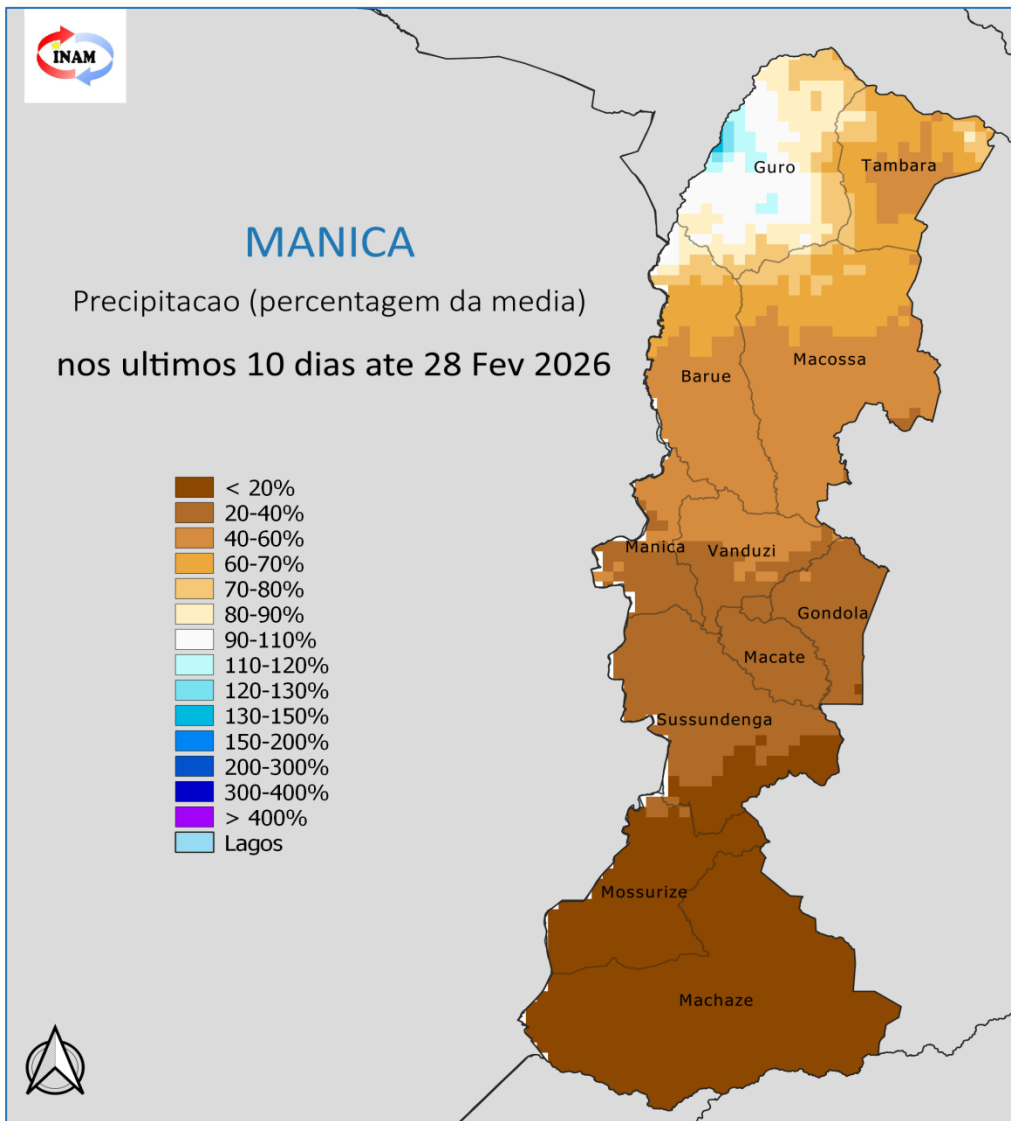 INAM
MANICA
Precipitacao (percentagem da media)
nos ultimos 10 dias ate 28 Fev 2026
< 20%
20-40%
40-60%
60-70%
70-80%
80-90%
90-110%
110-120%
120-130%
130-150%
150-200%
200-300%
300-400%
> 400%
Lagos
Guro
Tambara
Barue
Macossa
Manica
Vanduzi
Gondola
Macate
Sussundenga
Mossurize
Machaze